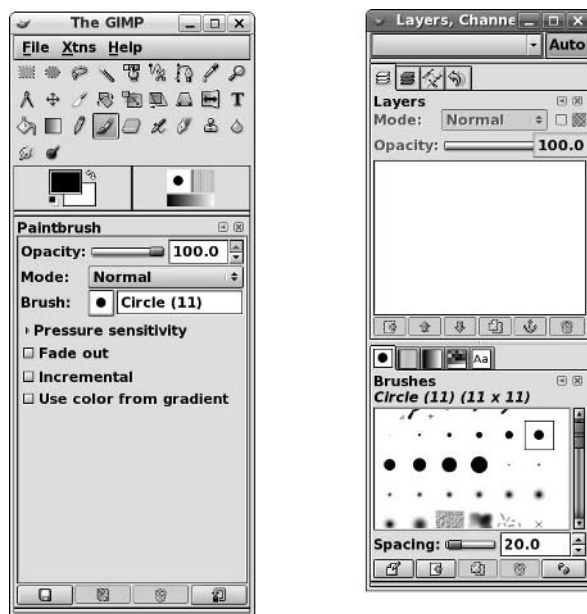 The GIMP
File Xtns Help
T
Paintbrush
Opacity: 100.0
Mode: Normal
Brush: Circle (11)
Pressure sensitivity
Fade out
Incremental
Use color from gradient
Layers, Channe
Auto
Layers
Mode: Normal
Opacity: 100.0
Aa
Brushes
Circle (11) (11 x 11)
Spacing: 20.0